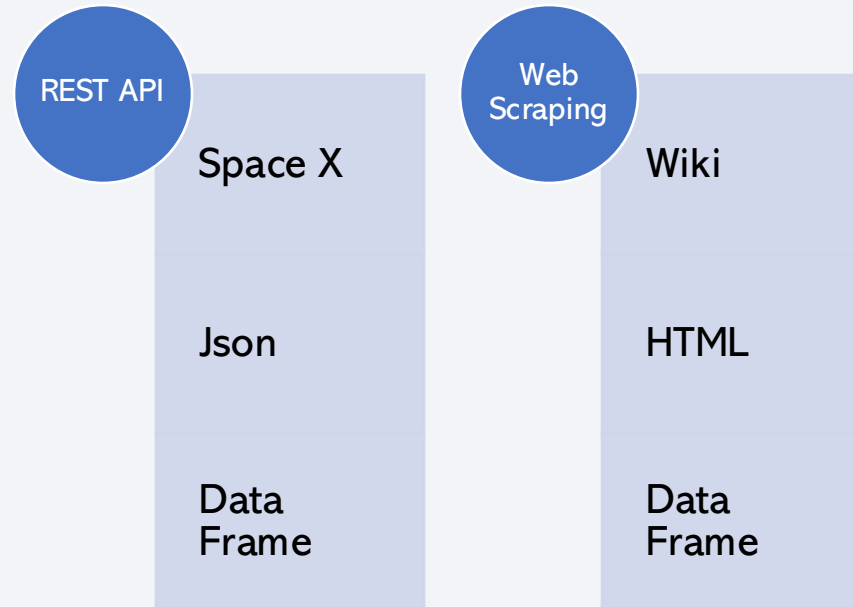 REST API
Space X
Json
Data
Frame
Web
Scraping
Wiki
HTML
Data
Frame